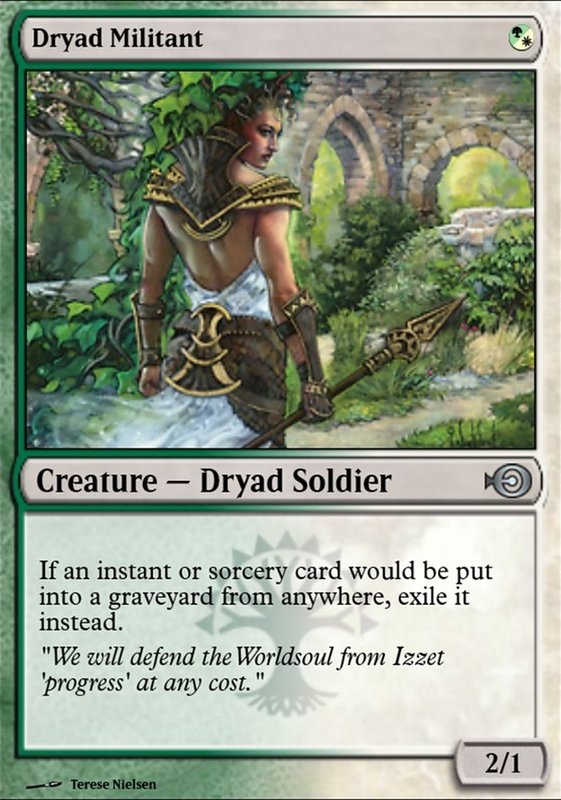 Dryad Militant
Creature — Dryad Soldier
If an instant or sorcery card would be put
into a graveyard from anywhere, exile it
instead.
"We will defend the Worldsoul from Izzet
'progress' at any cost."
2/1
Terese Nielsen